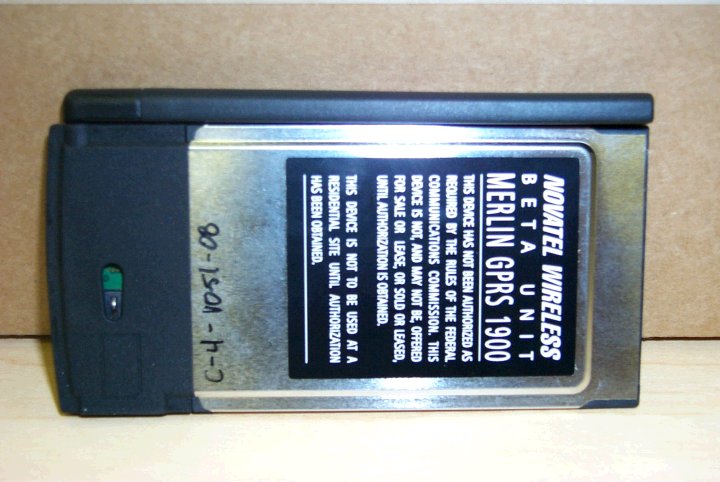 NOVATEL WIRELESS
BETA UNIT
MERLIN GPRS 1900
THIS DEVICE HAS NOT BEEN AUTHORIZED AS
REQUIRED BY THE RULES OF THE FEDERAL
COMMUNICATIONS COMMISSION. THIS
DEVICE IS NOT, AND MAY NOT BE, OFFERED
FOR SALE OR LEASE, OR SOLD OR LEASED,
UNTIL AUTHORIZATION IS OBTAINED.
THIS DEVICE IS NOT TO BE USED AT A
RESIDENTIAL SITE UNTIL AUTHORIZATION
HAS BEEN OBTAINED.
C-4-V051-08